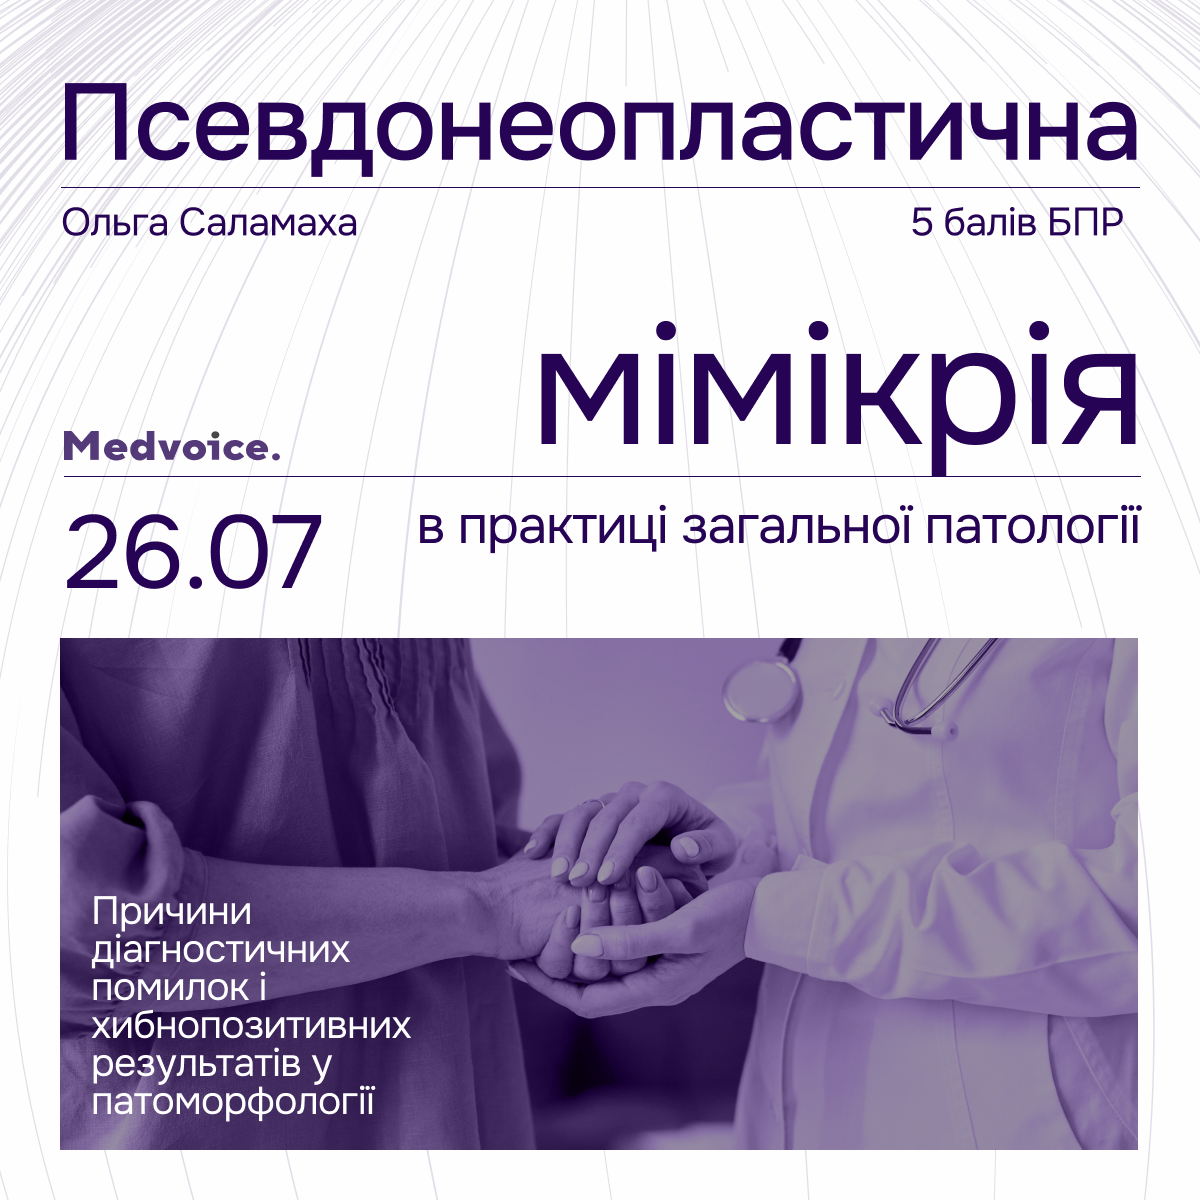 Псевдонеопластична
Ольга Саламаха
5 балів БПР
мімікрія
Medvoice.
26.07
в практиці загальної патології
Причини
діагностичних
помилок і
хибнопозитивних
результатів у
патоморфології